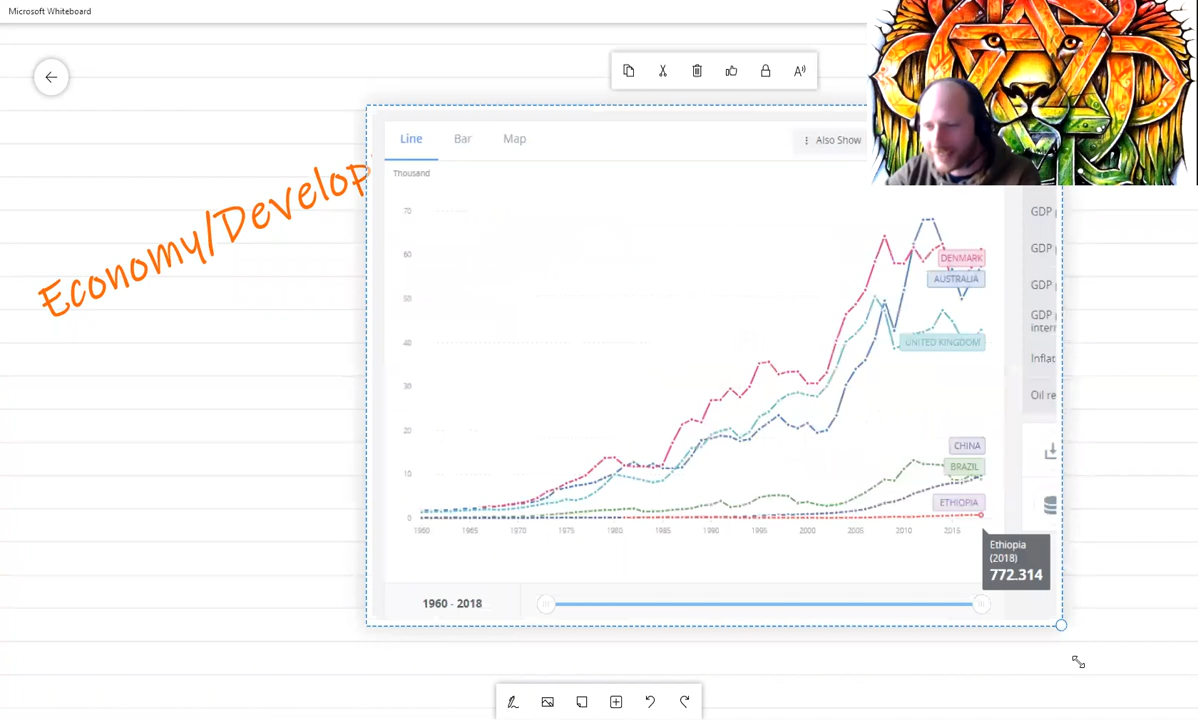 Microsoft Whiteboard
Line Bar Map
Also Show
Thousand
Economy/Develop
70
60
50
40
30
20
10
0
DENMARK
AUSTRALIA
UNITED KINGDOM
CHINA
BRAZIL
ETHIOPIA
1960 1965 1970 1975 1980 1985 1990 1995 2000 2005 2010 2015
GDP
GDP
GDP
GDP
intern
Inflat
Oil re
Ethiopia
(2018)
772.314
1960 - 2018